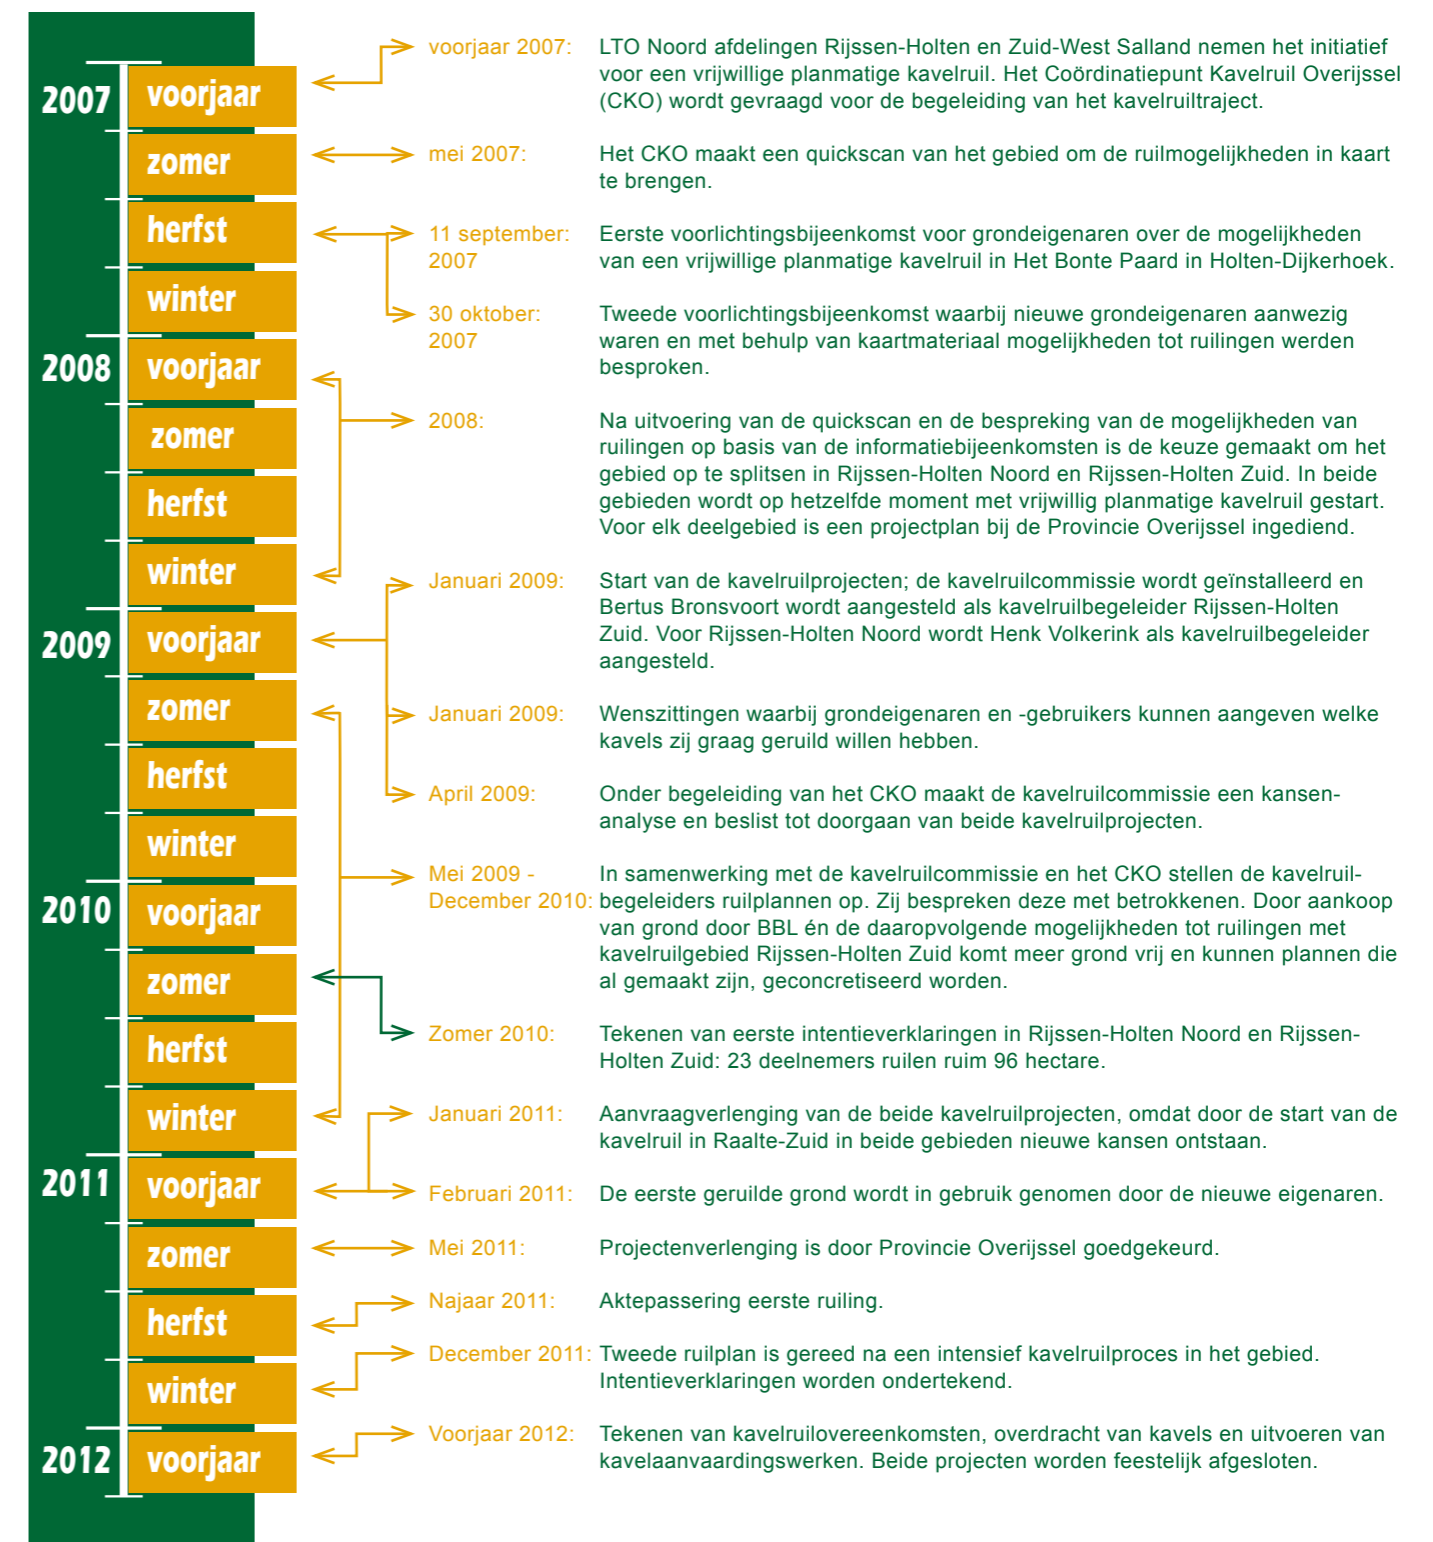 2007
voorjaar
zomer
herfst
winter
2008
voorjaar
zomer
herfst
winter
2009
voorjaar
zomer
herfst
winter
2010
voorjaar
zomer
herfst
winter
2011
voorjaar
zomer
herfst
winter
2012
voorjaar
voorjaar 2007: LTO Noord afdelingen Rijssen-Holten en Zuid-West Salland nemen het initiatief
voor een vrijwillige planmatige kavelruil. Het Coördinatiepunt Kavelruil Overijssel
(CKO) wordt gevraagd voor de begeleiding van het kavelruiltraject.
mei 2007: Het CKO maakt een quickscan van het gebied om de ruilmogelijkheden in kaart
te brengen.
11 september: Eerste voorlichtingsbijeenkomst voor grondeigenaren over de mogelijkheden
2007 van een vrijwillige planmatige kavelruil in Het Bonte Paard in Holten-Dijkerhoek.
30 oktober: Tweede voorlichtingsbijeenkomst waarbij nieuwe grondeigenaren aanwezig
2007 waren en met behulp van kaartmateriaal mogelijkheden tot ruilingen werden
besproken.
2008: Na uitvoering van de quickscan en de bespreking van de mogelijkheden van
ruilingen op basis van de informatiebijeenkomsten is de keuze gemaakt om het
gebied op te splitsen in Rijssen-Holten Noord en Rijssen-Holten Zuid. In beide
gebieden wordt op hetzelfde moment met vrijwillig planmatige kavelruil gestart.
Voor elk deelgebied is een projectplan bij de Provincie Overijssel ingediend.
Januari 2009: Start van de kavelruilprojecten; de kavelruilcommissie wordt geïnstalleerd en
Bertus Bronsvoort wordt aangesteld als kavelruilbegeleider Rijssen-Holten
Zuid. Voor Rijssen-Holten Noord wordt Henk Volkerink als kavelruilbegeleider
aangesteld.
Januari 2009: Wenszittingen waarbij grondeigenaren en -gebruikers kunnen aangeven welke
kavels zij graag geruild willen hebben.
April 2009: Onder begeleiding van het CKO maakt de kavelruilcommissie een kansen-
analyse en beslist tot doorgaan van beide kavelruilprojecten.
Mei 2009 - In samenwerking met de kavelruilcommissie en het CKO stellen de kavelruil-
December 2010: begeleiders ruilplannen op. Zij bespreken deze met betrokkenen. Door aankoop
van grond door BBL én de daaropvolgende mogelijkheden tot ruilingen met
kavelruilgebied Rijssen-Holten Zuid komt meer grond vrij en kunnen plannen die
al gemaakt zijn, geconcretiseerd worden.
Zomer 2010: Tekenen van eerste intentieverklaringen in Rijssen-Holten Noord en Rijssen-
Holten Zuid: 23 deelnemers ruilen ruim 96 hectare.
Januari 2011: Aanvraagverlenging van de beide kavelruilprojecten, omdat door de start van de
kavelruil in Raalte-Zuid in beide gebieden nieuwe kansen ontstaan.
Februari 2011: De eerste geruilde grond wordt in gebruik genomen door de nieuwe eigenaren.
Mei 2011: Projectenverlenging is door Provincie Overijssel goedgekeurd.
Najaar 2011: Aktepassering eerste ruiling.
December 2011: Tweede ruilplan is gereed na een intensief kavelruilproces in het gebied.
Intentieverklaringen worden ondertekend.
Voorjaar 2012: Tekenen van kavelruilovereenkomsten, overdracht van kavels en uitvoeren van
kavelaanvaardingswerken. Beide projecten worden feestelijk afgesloten.